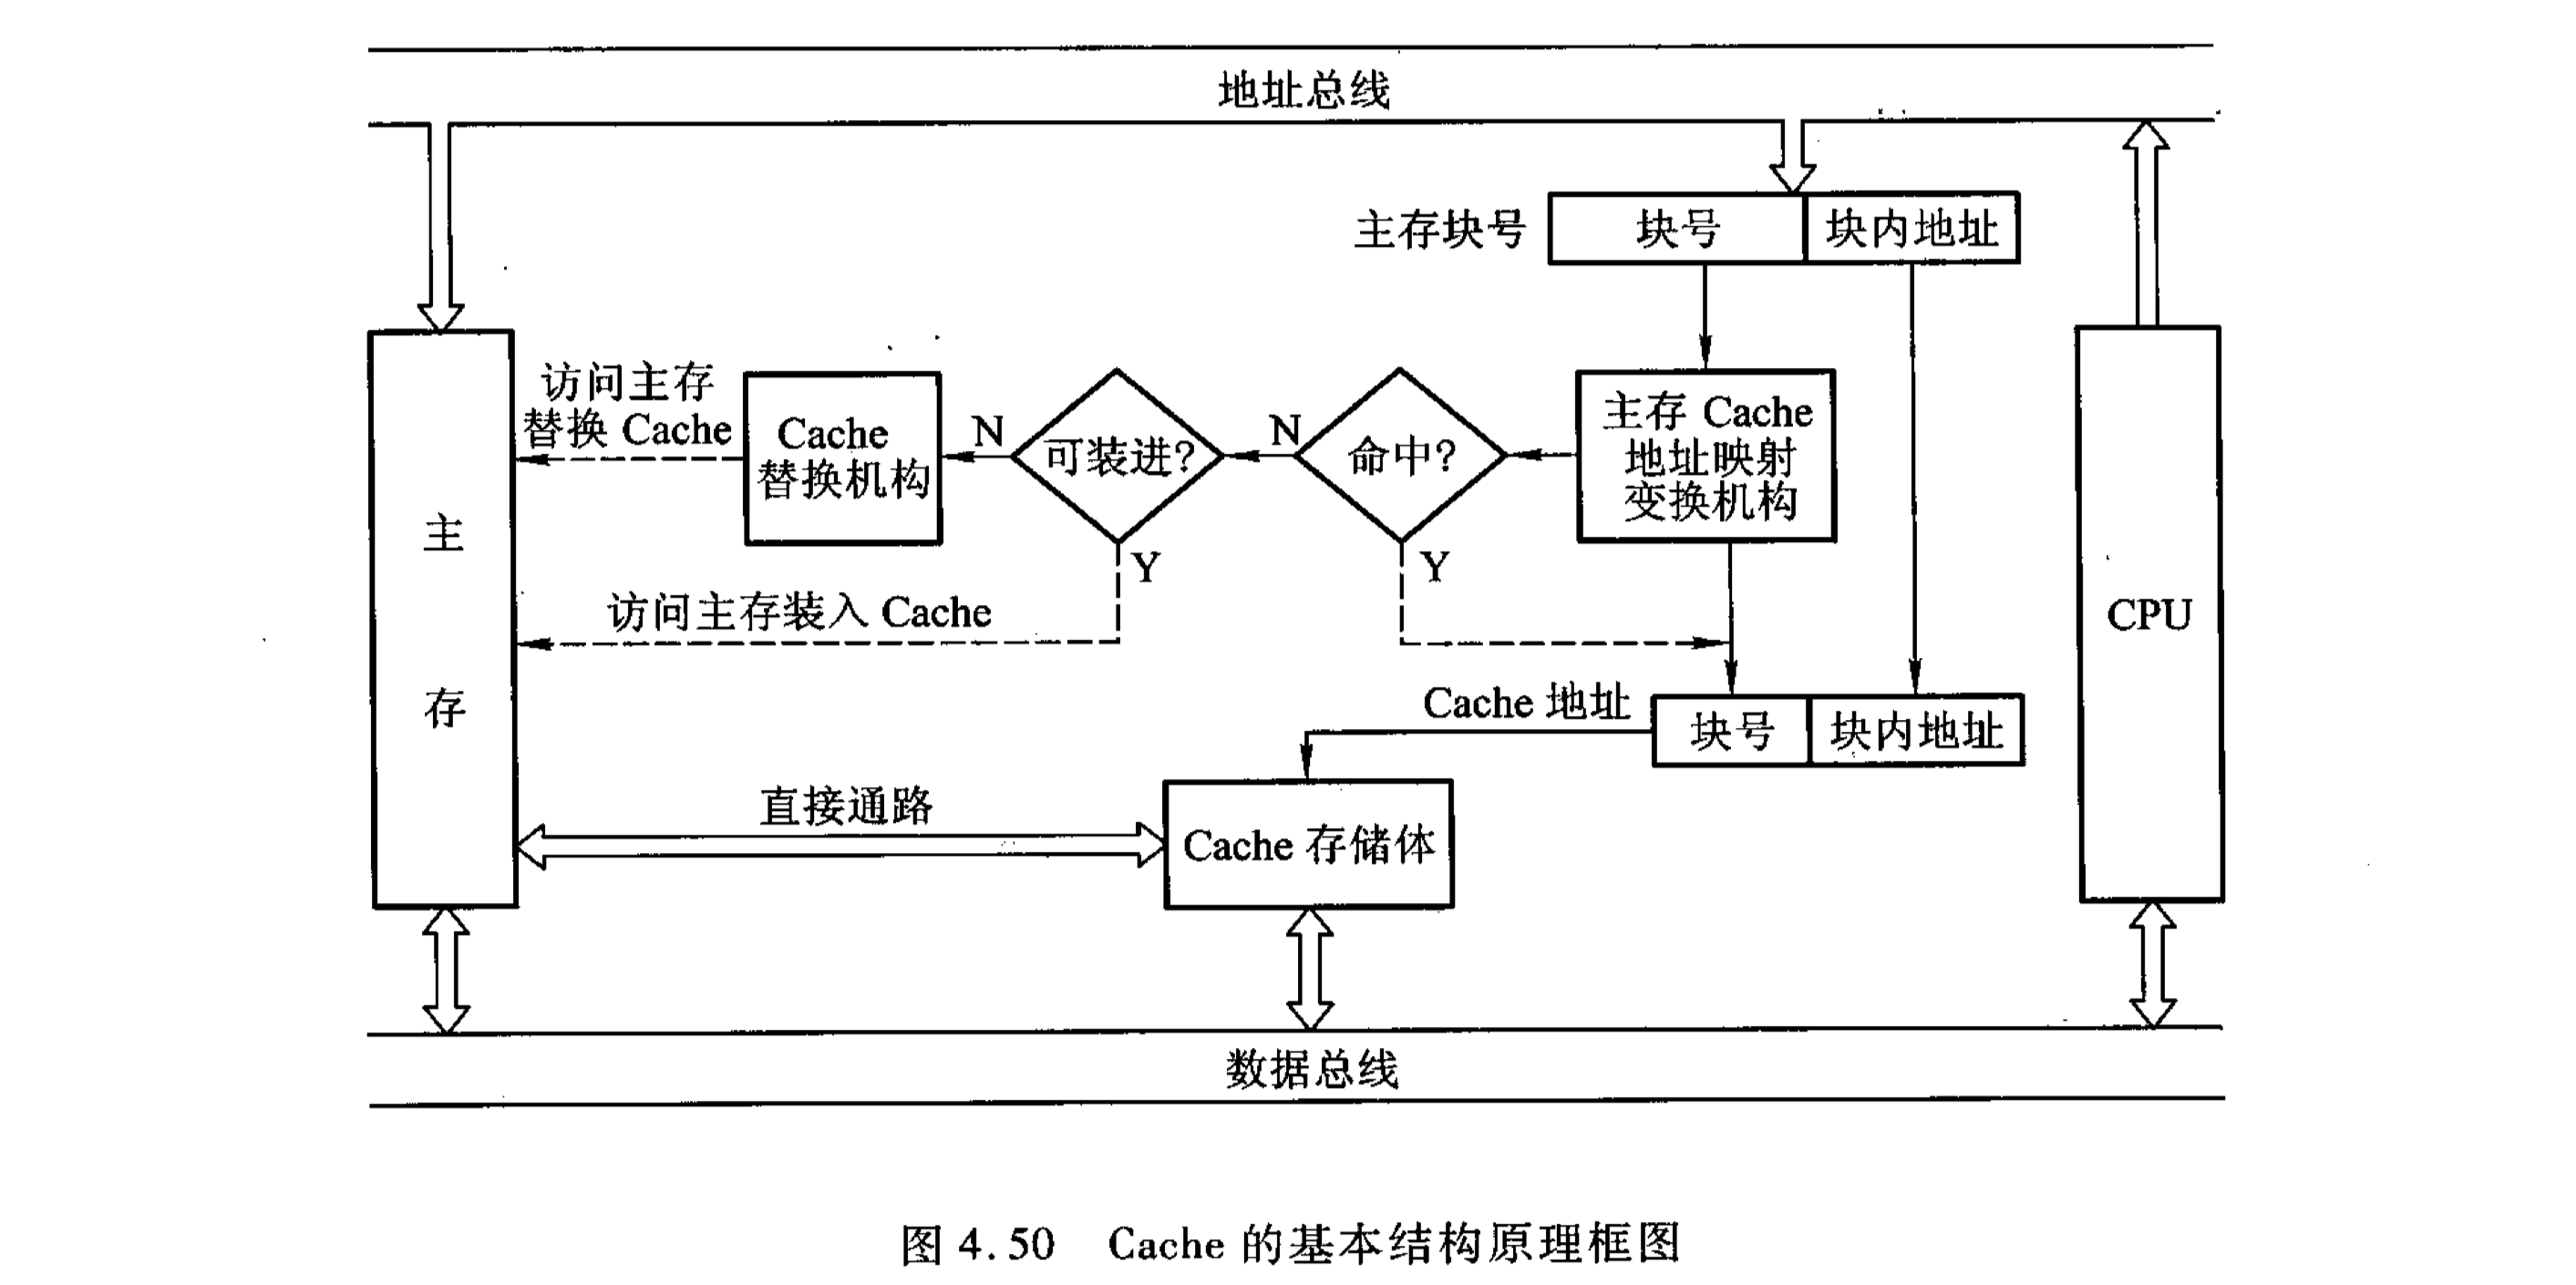 地址总线
主存块号
块号
块内地址
访问主存
替换 Cache
Cache
替换机构
N
可装进?
N
命中?
主存 Cache
地址映射
变换机构
主
存
Y
Y
访问主存装入 Cache
CPU
Cache 地址
块号
块内地址
直接通路
Cache 存储体
数据总线
图 4.50 Cache 的基本结构原理框图